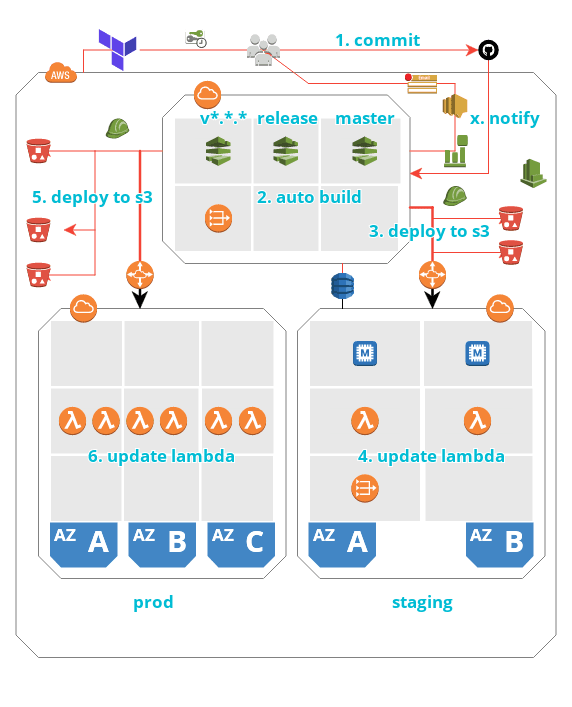 1. commit
AWS
v*.*.* release master
x. notify
5. deploy to s3
2. auto build
3. deploy to s3
M
M
6. update lambda
4. update lambda
AZ A
AZ B
AZ C
AZ A
AZ B
prod
staging